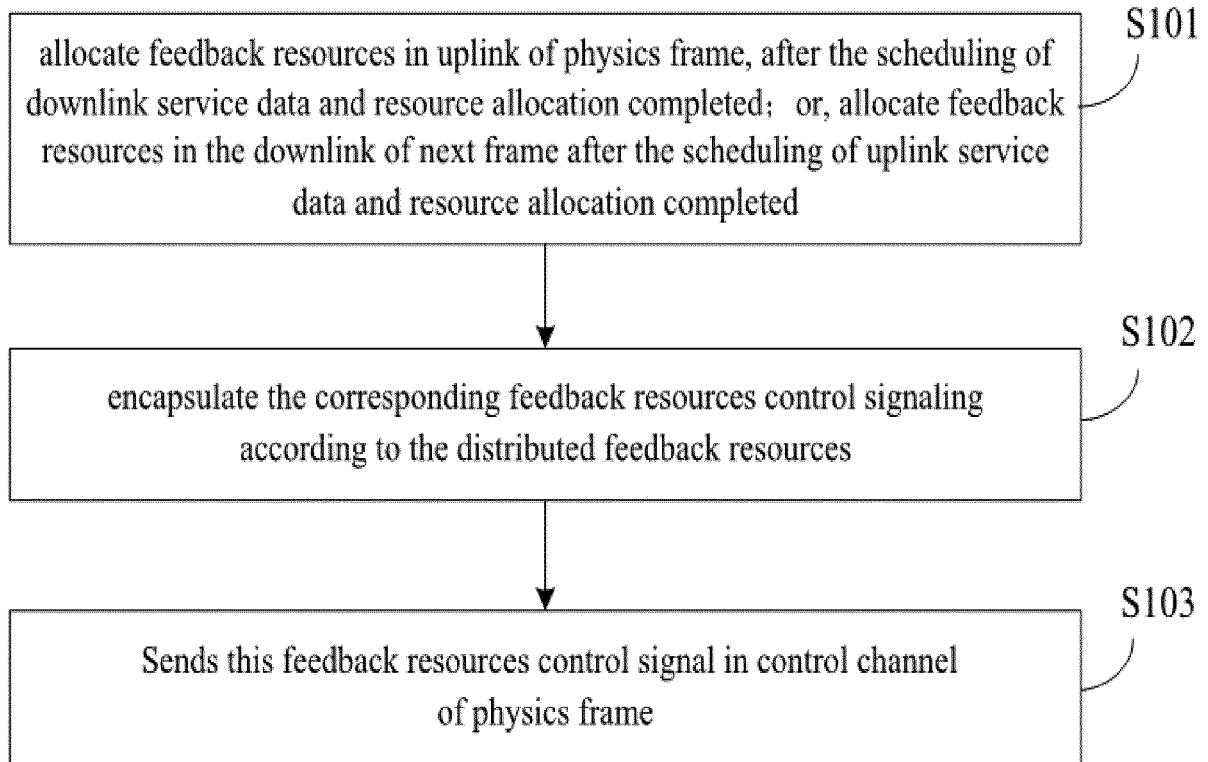 S101
allocate feedback resources in uplink of physics frame, after the scheduling of
downlink service data and resource allocation completed; or, allocate feedback
resources in the downlink of next frame after the scheduling of uplink service
data and resource allocation completed
S102
encapsulate the corresponding feedback resources control signaling
according to the distributed feedback resources
S103
Sends this feedback resources control signal in control channel
of physics frame